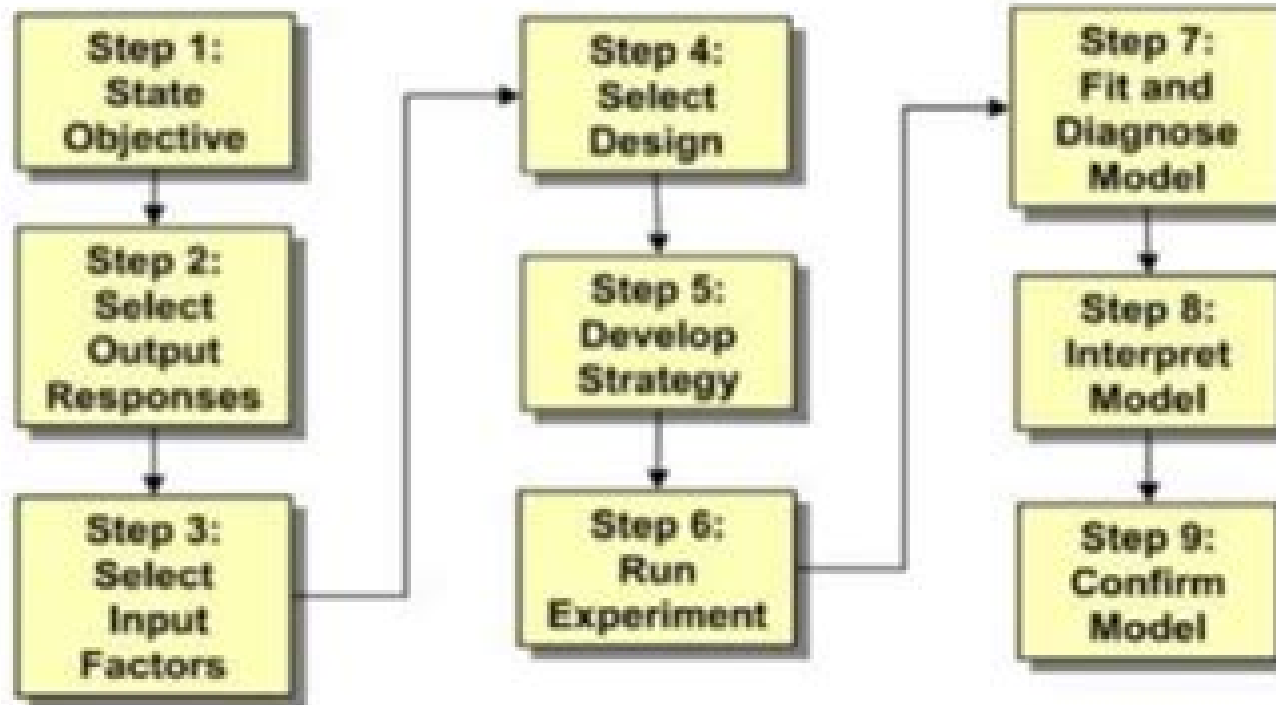 Step 1:
State
Objective
Step 2:
Select
Output
Responses
Step 3:
Select
Input
Factors
Step 4:
Select
Design
Step 5:
Develop
Strategy
Step 6:
Run
Experiment
Step 7:
Fit and
Diagnose
Model
Step 8:
Interpret
Model
Step 9:
Confirm
Model